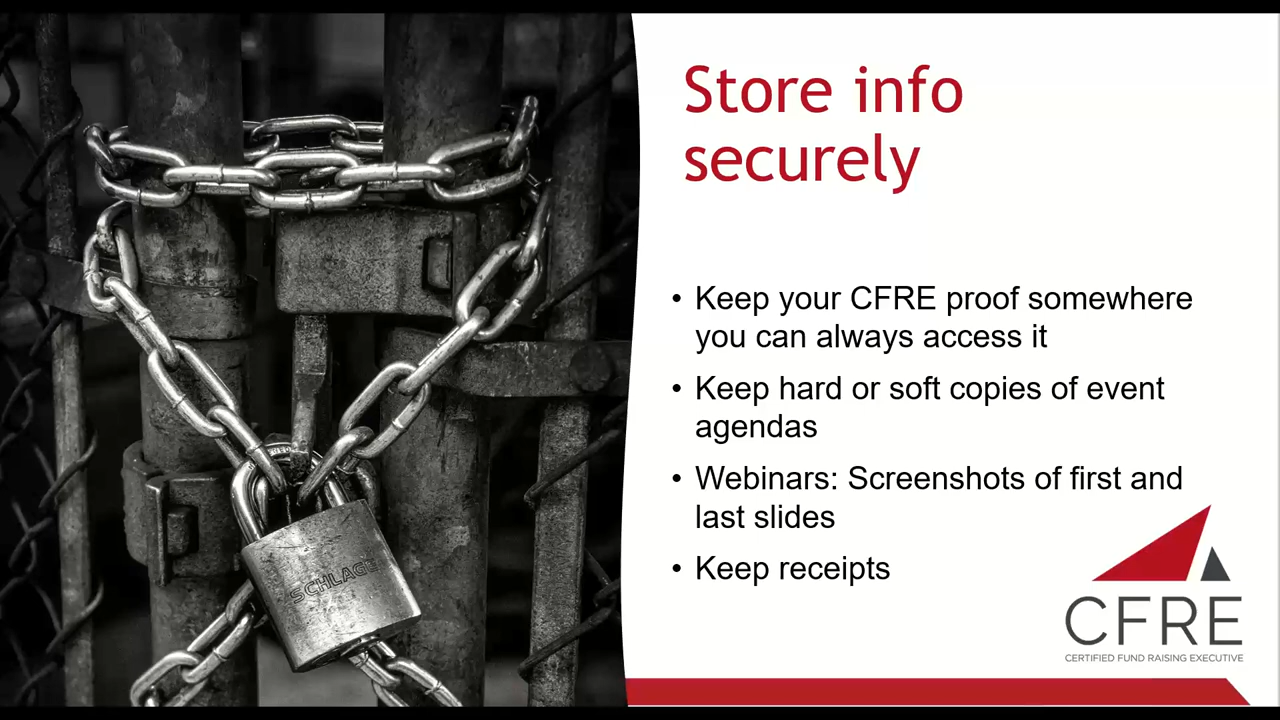 Store info
securely
• Keep your CFRE proof somewhere
you can always access it
• Keep hard or soft copies of event
agendas
• Webinars: Screenshots of first and
last slides
• Keep receipts
SCHLAGE
CFRE
CERTIFIED FUND RAISING EXECUTIVE